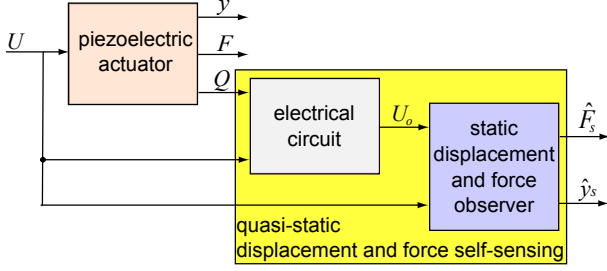 y
U
piezoelectric
actuator
F
Q
electrical
circuit
U_o
static
displacement
and force
observer
F̂_s
ŷ_s
quasi-static
displacement and force self-sensing